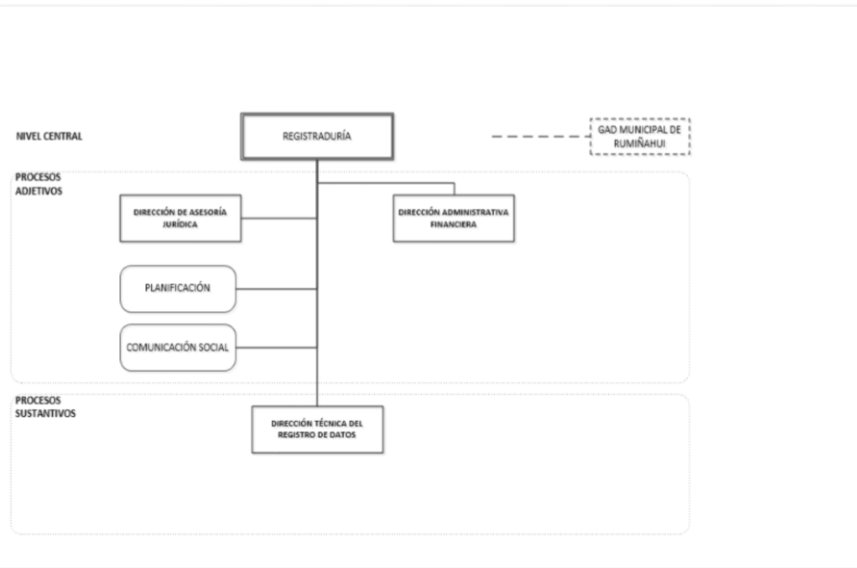 NIVEL CENTRAL
REGISTRADURÍA
GAD MUNICIPAL DE
RUMIÑAHUI
PROCESOS
ADJETIVOS
DIRECCIÓN DE ASESORÍA
JURÍDICA
DIRECCIÓN ADMINISTRATIVA
FINANCIERA
PLANIFICACIÓN
COMUNICACIÓN SOCIAL
PROCESOS
SUSTANTIVOS
DIRECCIÓN TÉCNICA DEL
REGISTRO DE DATOS